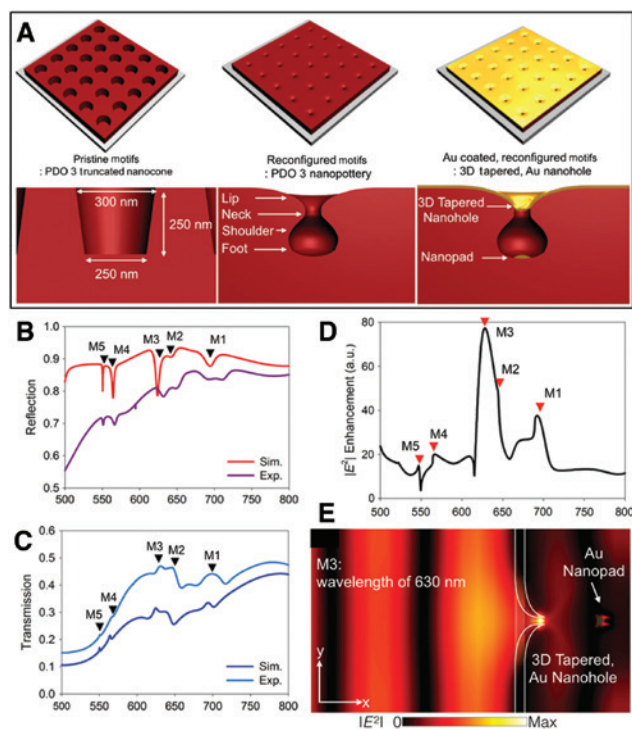 A
Pristine motifs
: PDO 3 truncated nanocone
Reconfigured motifs
: PDO 3 nanopottery
Au coated, reconfigured motifs
: 3D tapered, Au nanohole
300 nm
250 nm
250 nm
Lip
Neck
Shoulder
Foot
3D Tapered
Nanohole
Nanopad
B
1.0
0.9
0.8
0.7
0.6
0.5
Reflection
M5
M4
M3
M2
M1
Sim.
Exp.
500 550 600 650 700 750 800
C
0.5
0.4
0.3
0.2
0.1
0.0
Transmission
M5
M4
M3
M2
M1
Sim.
Exp.
500 550 600 650 700 750 800
D
80
60
40
20
0
|E²| Enhancement (a.u.)
M5
M4
M3
M2
M1
500 550 600 650 700 750 800
E
M3:
wavelength of 630 nm
Au
Nanopad
3D Tapered,
Au Nanohole
y
x
|E²| 0 Max